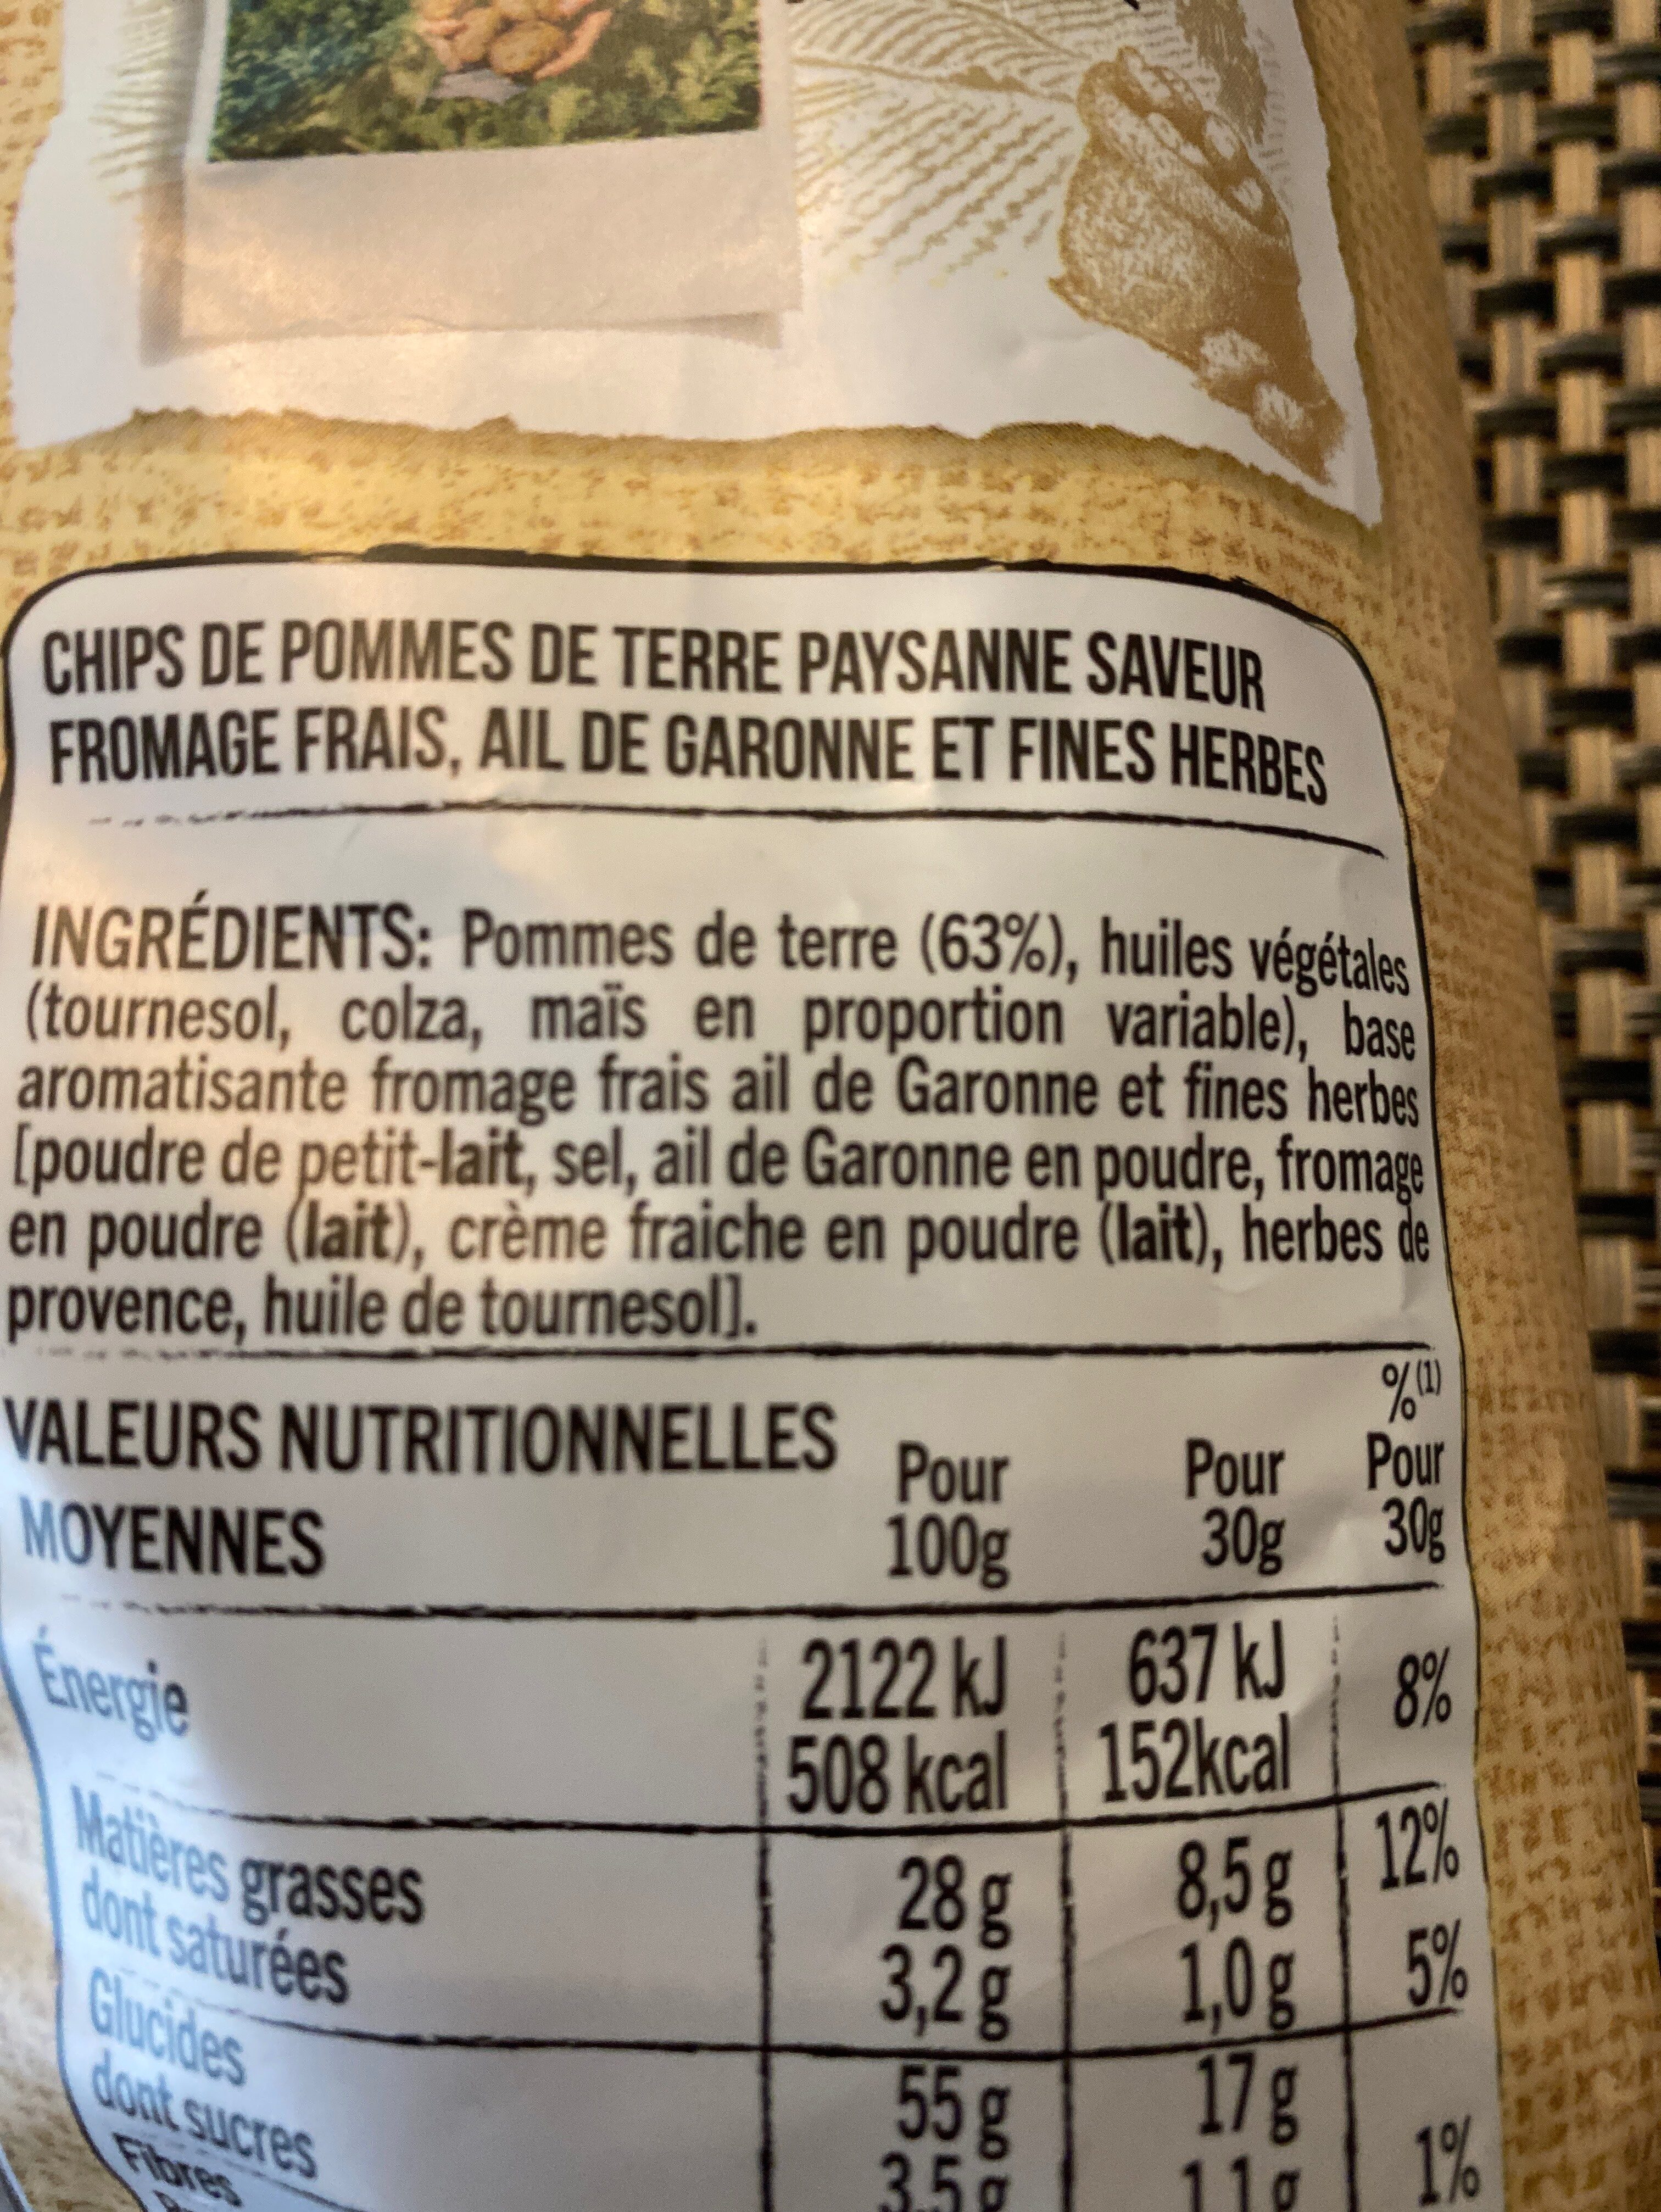 CHIPS DE POMMES DE TERRE PAYSANNE SAVEUR
FROMAGE FRAIS, AIL DE GARONNE ET FINES HERBES
INGRÉDIENTS: Pommes de terre (63%), huiles végétales
(tournesol, colza, maïs en proportion variable), base
aromatisante fromage frais ail de Garonne et fines herbes
[poudre de petit-lait, sel, ail de Garonne en poudre, fromage
en poudre (lait), crème fraiche en poudre (lait), herbes de
provence, huile de tournesol].
VALEURS NUTRITIONNELLES
MOYENNES
Pour 100g
Pour 30g
%(1) Pour 30g
Énergie 2122 kJ 637 kJ 8%
508 kcal 152kcal
Matières grasses 28 g 8,5 g 12%
dont saturées 3,2 g 1,0 g 5%
Glucides 55 g 17 g
dont sucres 3,5 g 1,1 g 1%
Fibres